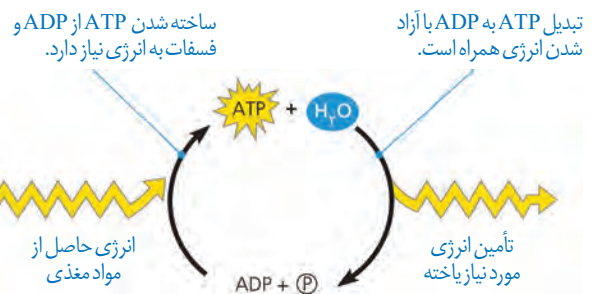 تبدیل ATP به ADP با آزاد
شدن انرژی همراه است.
ساخته شدن ATP از ADP و
فسفات به انرژی نیاز دارد.
ATP + H۲O
انرژی حاصل از
مواد مغذی
تأمین انرژی
مورد نیاز یاخته
ADP + P